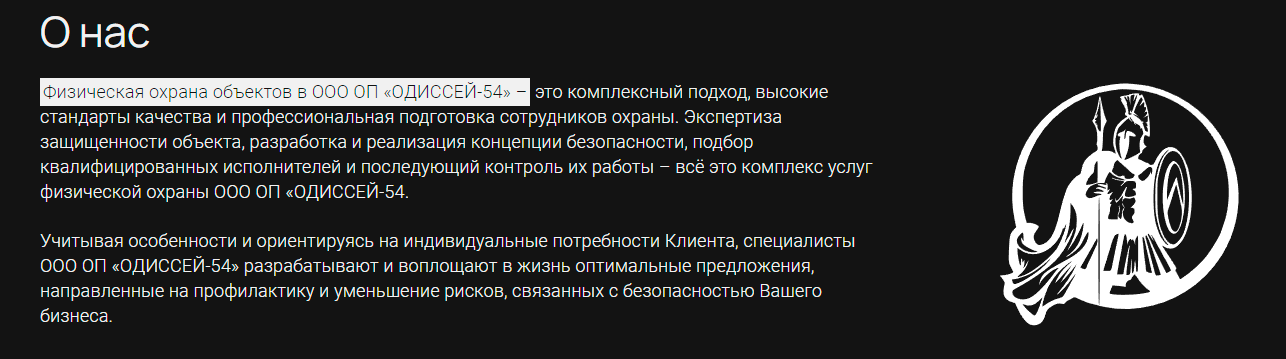 О нас
Физическая охрана объектов в ООО ОП «ОДИССЕЙ-54» – это комплексный подход, высокие
стандарты качества и профессиональная подготовка сотрудников охраны. Экспертиза
защищенности объекта, разработка и реализация концепции безопасности, подбор
квалифицированных исполнителей и последующий контроль их работы – всё это комплекс услуг
физической охраны ООО ОП «ОДИССЕЙ-54.
Учитывая особенности и ориентируясь на индивидуальные потребности Клиента, специалисты
ООО ОП «ОДИССЕЙ-54» разрабатывают и воплощают в жизнь оптимальные предложения,
направленные на профилактику и уменьшение рисков, связанных с безопасностью Вашего
бизнеса.